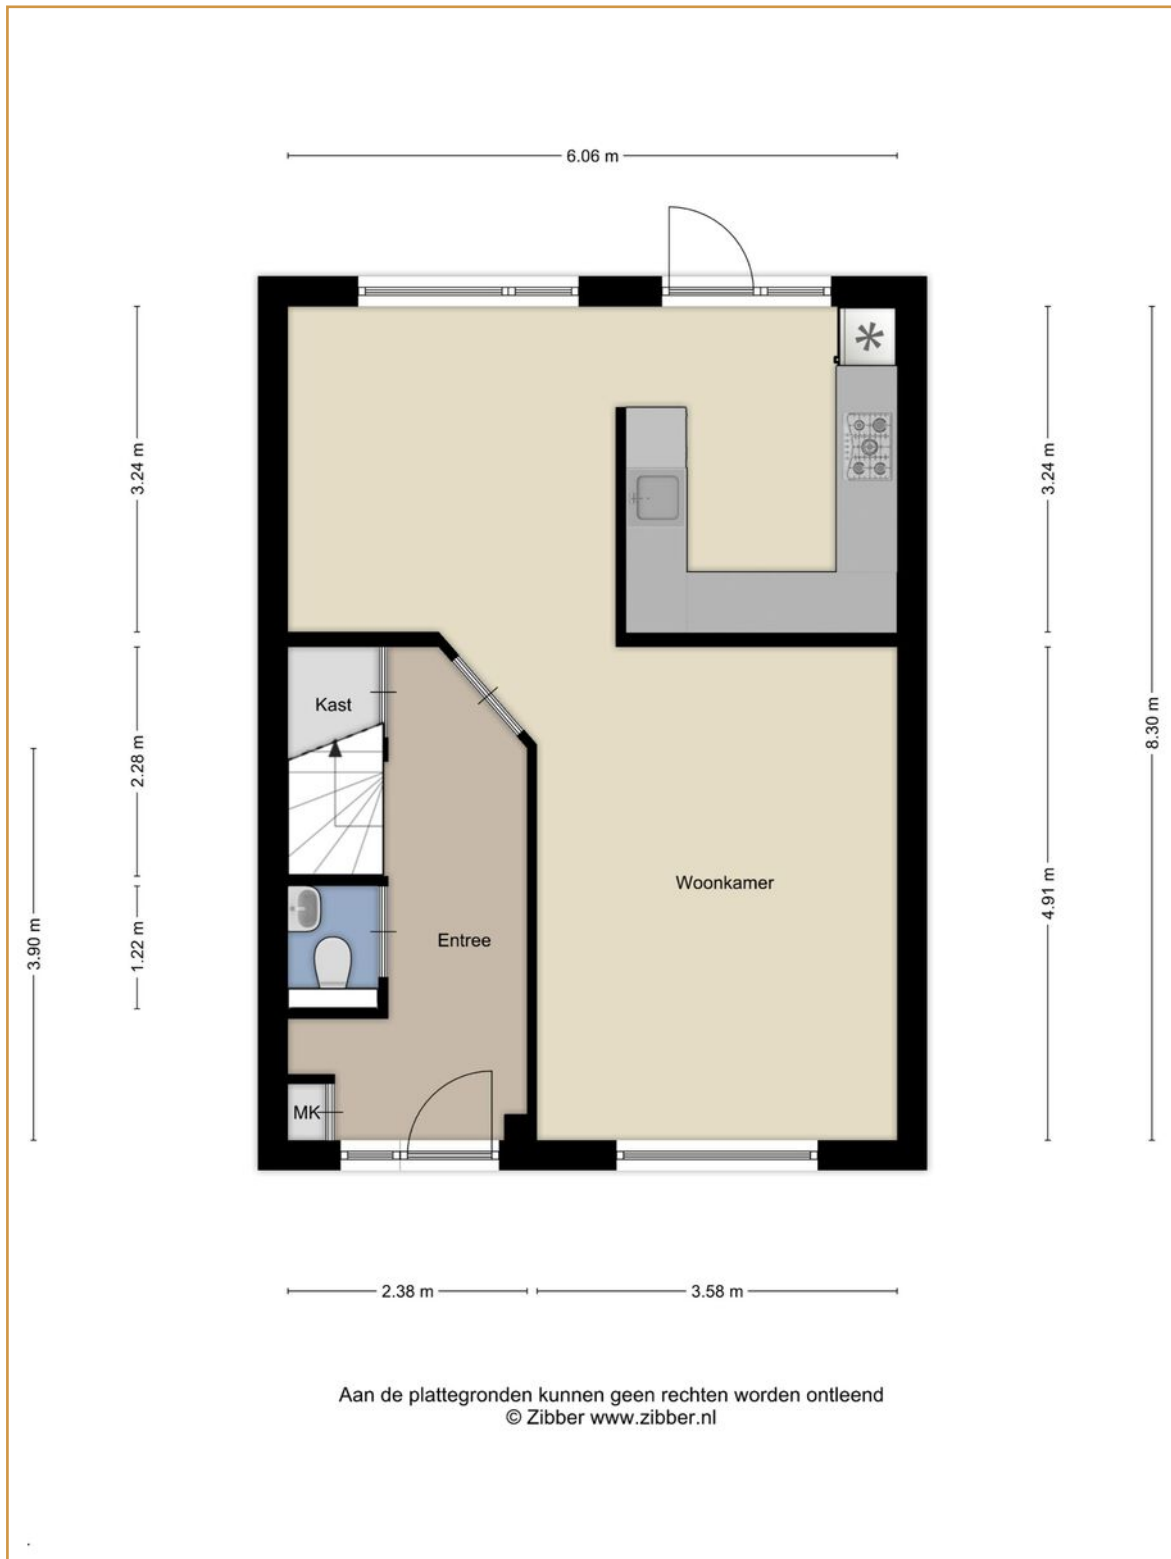 6.06 m
3.24 m
3.24 m
Kast
8.30 m
2.28 m
Woonkamer
4.91 m
Entree
3.90 m
1.22 m
MK
2.38 m
3.58 m
Aan de plattegronden kunnen geen rechten worden ontleend
© Zibber www.zibber.nl